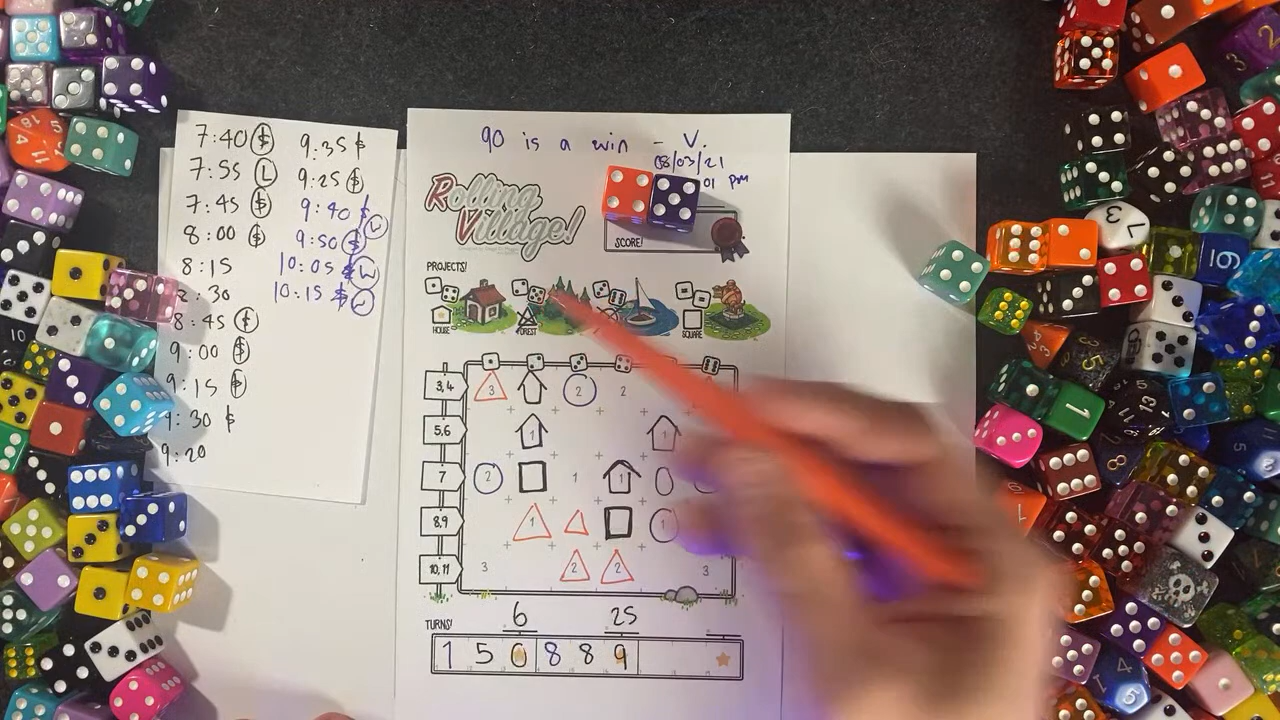 7:40 $
7:55 L
7:45 $
8:00 $
8:15
8:45 $
9:00 $
9:15 $
9:30 $
9:20
9:35 $
9:25 $
9:40 $
9:50 $ W
10:05 $ W
10:15 $ L
90 is a win - V.
08/03/21
01 pm
Rolling
Village!
SCORE!
PROJECTS!
HOUSE
FOREST
SQUARE
3,4 3 2 2
5,6 1 1
7 2 1 1
8,9 1 1
10,11 3 2 2 3
6 25
TURNS!
1 5 0 8 8 9